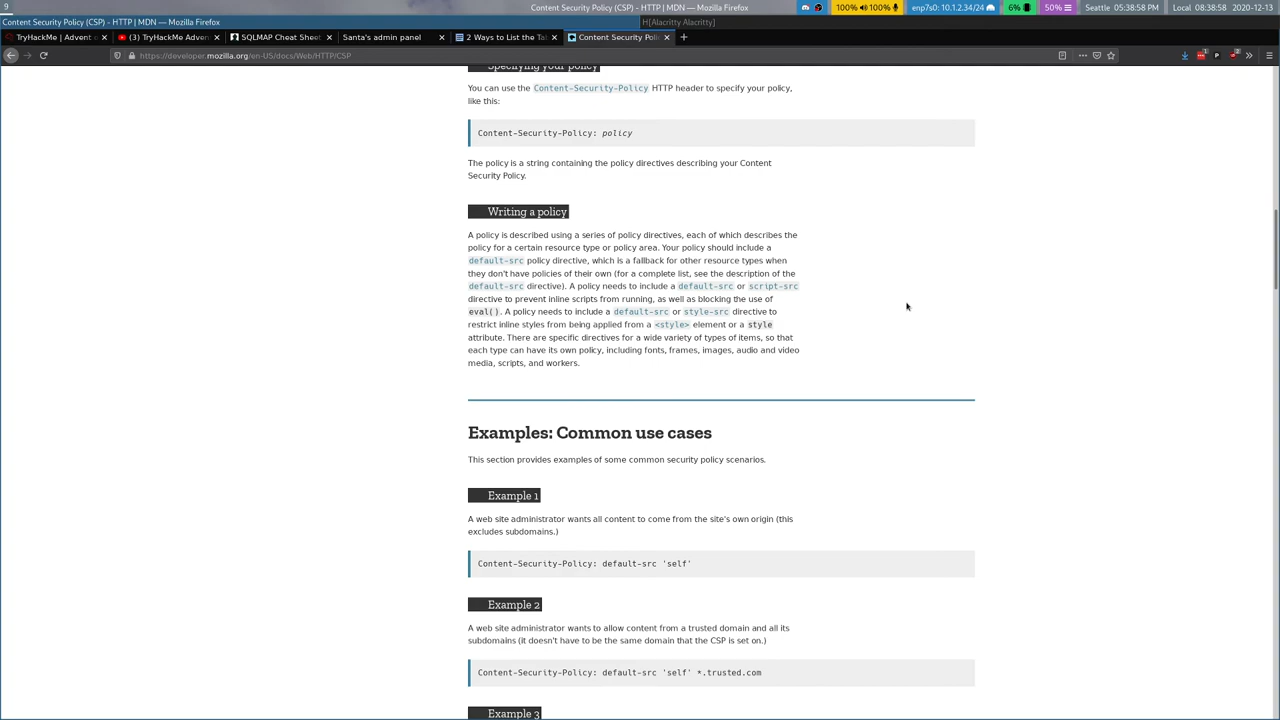 9
Content Security Policy (CSP) - HTTP | MDN — Mozilla Firefox
100% 100%
enp7s0: 10.1.2.34/24
6%
50%
Seattle 05:38:58 PM
Local 08:38:58
2020-12-13
Content Security Policy (CSP) - HTTP | MDN — Mozilla Firefox
H[Alacritty Alacritty]
TryHackMe | Advent o
(3) TryHackMe Adven
SQLMAP Cheat Sheet
Santa's admin panel
2 Ways to List the Ta
Content Security Poli
https://developer.mozilla.org/en-US/docs/Web/HTTP/CSP
Specifying your policy
You can use the Content-Security-Policy HTTP header to specify your policy,
like this:
Content-Security-Policy: policy
The policy is a string containing the policy directives describing your Content
Security Policy.
Writing a policy
A policy is described using a series of policy directives, each of which describes the
policy for a certain resource type or policy area. Your policy should include a
default-src policy directive, which is a fallback for other resource types when
they don't have policies of their own (for a complete list, see the description of the
default-src directive). A policy needs to include a default-src or script-src
directive to prevent inline scripts from running, as well as blocking the use of
eval(). A policy needs to include a default-src or style-src directive to
restrict inline styles from being applied from a <style> element or a style
attribute. There are specific directives for a wide variety of types of items, so that
each type can have its own policy, including fonts, frames, images, audio and video
media, scripts, and workers.
Examples: Common use cases
This section provides examples of some common security policy scenarios.
Example 1
A web site administrator wants all content to come from the site's own origin (this
excludes subdomains.)
Content-Security-Policy: default-src 'self'
Example 2
A web site administrator wants to allow content from a trusted domain and all its
subdomains (it doesn't have to be the same domain that the CSP is set on.)
Content-Security-Policy: default-src 'self' *.trusted.com
Example 3